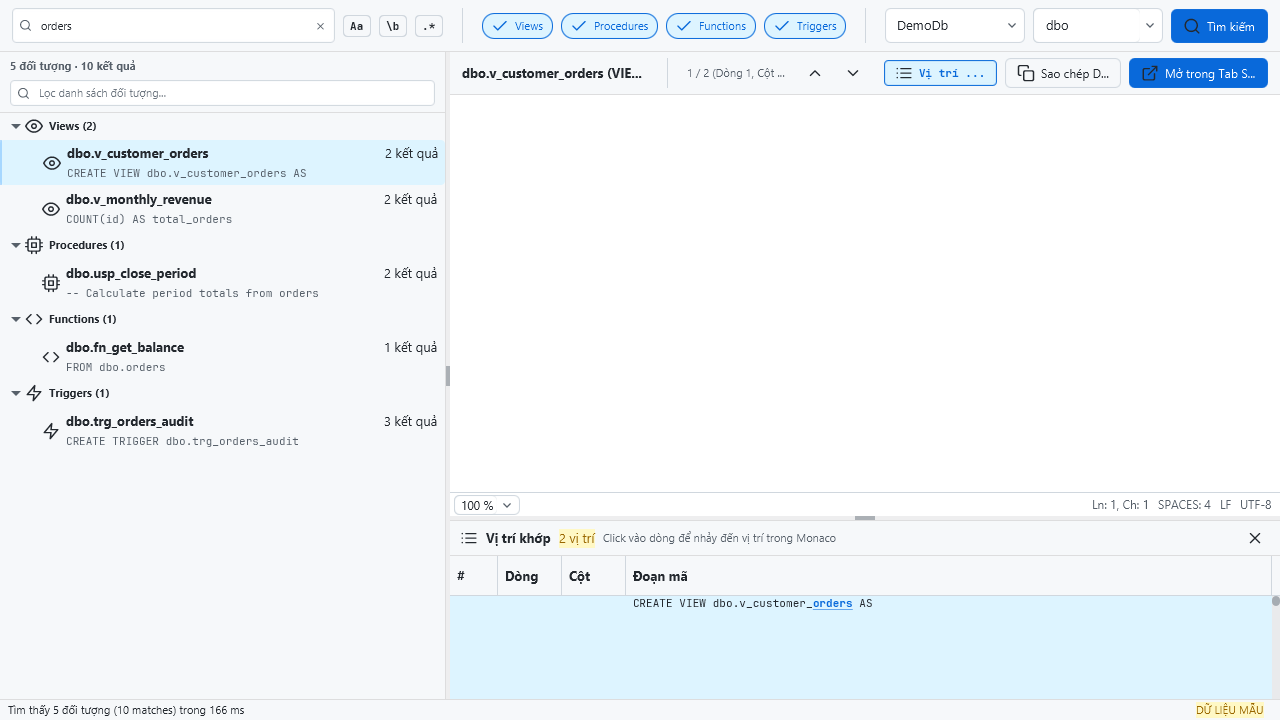 orders
Aa
\b
.*
Views
Procedures
Functions
Triggers
DemoDb
dbo
Tìm kiếm
5 đối tượng · 10 kết quả
Lọc danh sách đối tượng...
Views (2)
dbo.v_customer_orders 2 kết quả
CREATE VIEW dbo.v_customer_orders AS
dbo.v_monthly_revenue 2 kết quả
COUNT(id) AS total_orders
Procedures (1)
dbo.usp_close_period 2 kết quả
-- Calculate period totals from orders
Functions (1)
dbo.fn_get_balance 1 kết quả
FROM dbo.orders
Triggers (1)
dbo.trg_orders_audit 3 kết quả
CREATE TRIGGER dbo.trg_orders_audit
dbo.v_customer_orders (VIE...
1 / 2 (Dòng 1, Cột ...
Vị trí ...
Sao chép D...
Mở trong Tab S...
100 %
Ln: 1, Ch: 1 SPACES: 4 LF UTF-8
Vị trí khớp 2 vị trí Click vào dòng để nhảy đến vị trí trong Monaco
# Dòng Cột Đoạn mã
CREATE VIEW dbo.v_customer_orders AS
Tìm thấy 5 đối tượng (10 matches) trong 166 ms
DỮ LIỆU MẪU